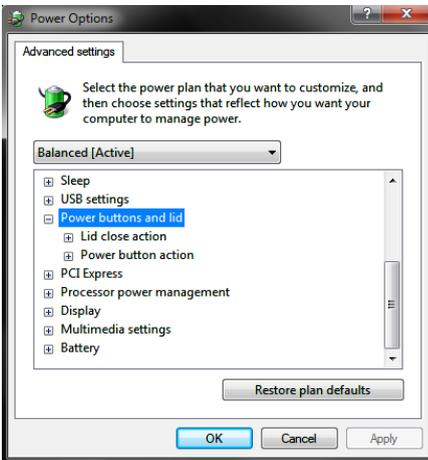 Power Options
Advanced settings
Select the power plan that you want to customize, and
then choose settings that reflect how you want your
computer to manage power.
Balanced [Active]
Sleep
USB settings
Power buttons and lid
Lid close action
Power button action
PCI Express
Processor power management
Display
Multimedia settings
Battery
Restore plan defaults
OK Cancel Apply